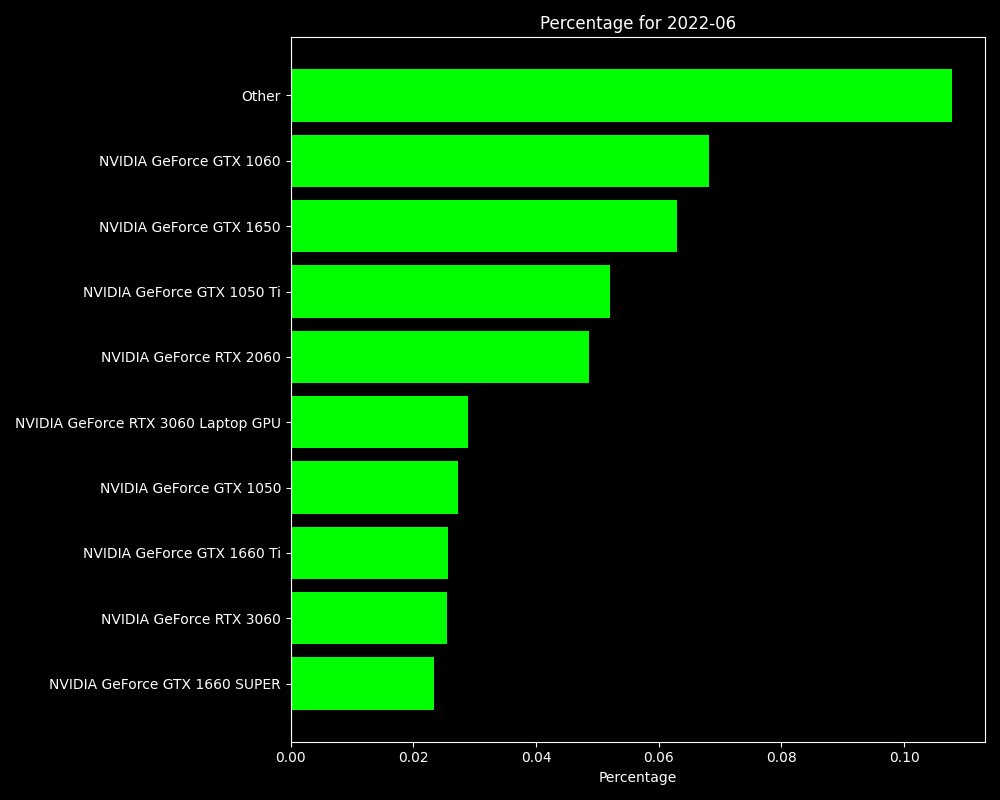 Percentage for 2022-06
Other
NVIDIA GeForce GTX 1060
NVIDIA GeForce GTX 1650
NVIDIA GeForce GTX 1050 Ti
NVIDIA GeForce RTX 2060
NVIDIA GeForce RTX 3060 Laptop GPU
NVIDIA GeForce GTX 1050
NVIDIA GeForce GTX 1660 Ti
NVIDIA GeForce RTX 3060
NVIDIA GeForce GTX 1660 SUPER
0.00 0.02 0.04 0.06 0.08 0.10
Percentage